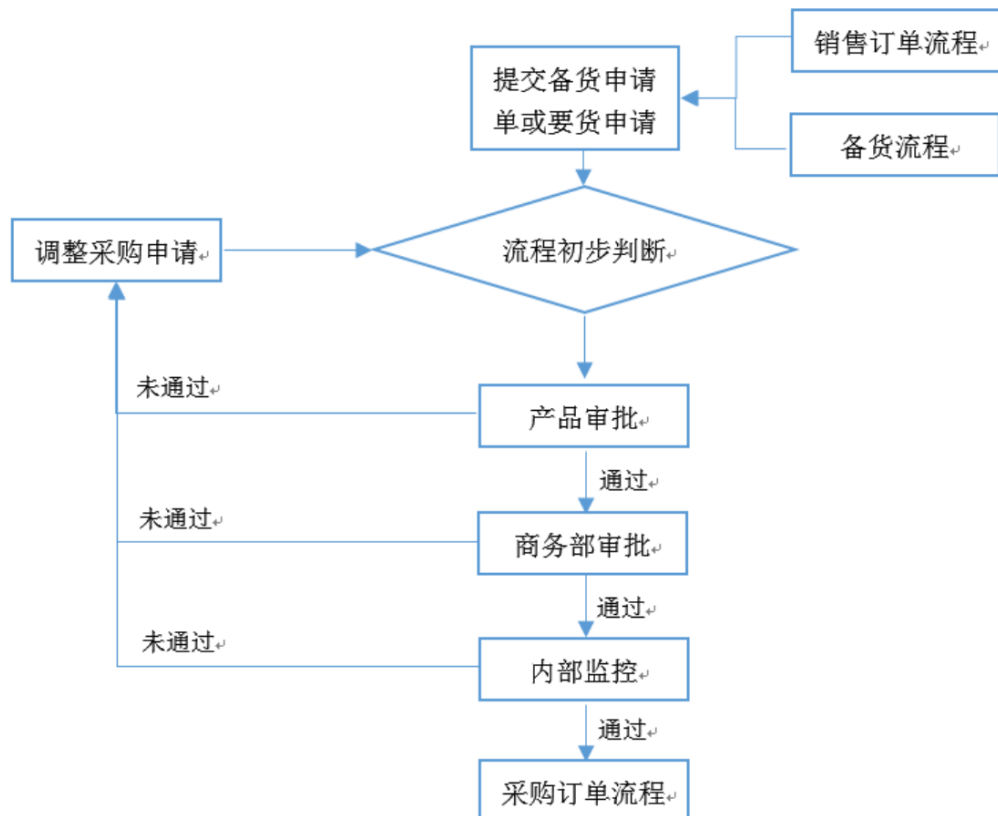 销售订单流程
提交备货申请
单或要货申请
备货流程
调整采购申请
流程初步判断
未通过
产品审批
通过
未通过
商务部审批
通过
未通过
内部监控
通过
采购订单流程